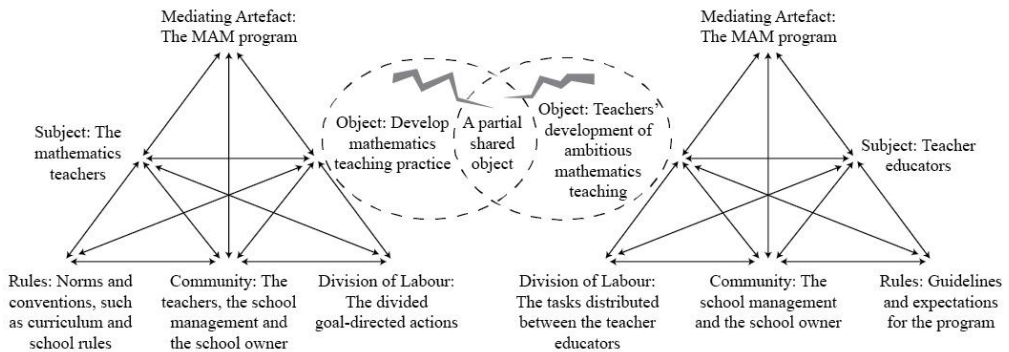 Mediating Artefact:
The MAM program
Mediating Artefact:
The MAM program
Subject: The
mathematics
teachers
Object: Develop
mathematics
teaching practice
A partial
shared
object
Object: Teachers’
development of
ambitious
mathematics
teaching
Subject: Teacher
educators
Rules: Norms and
conventions, such
as curriculum and
school rules
Community: The
teachers, the school
management and
the school owner
Division of Labour:
The divided
goal-directed actions
Division of Labour:
The tasks distributed
between the teacher
educators
Community: The
school management
and the school owner
Rules: Guidelines
and expectations
for the program